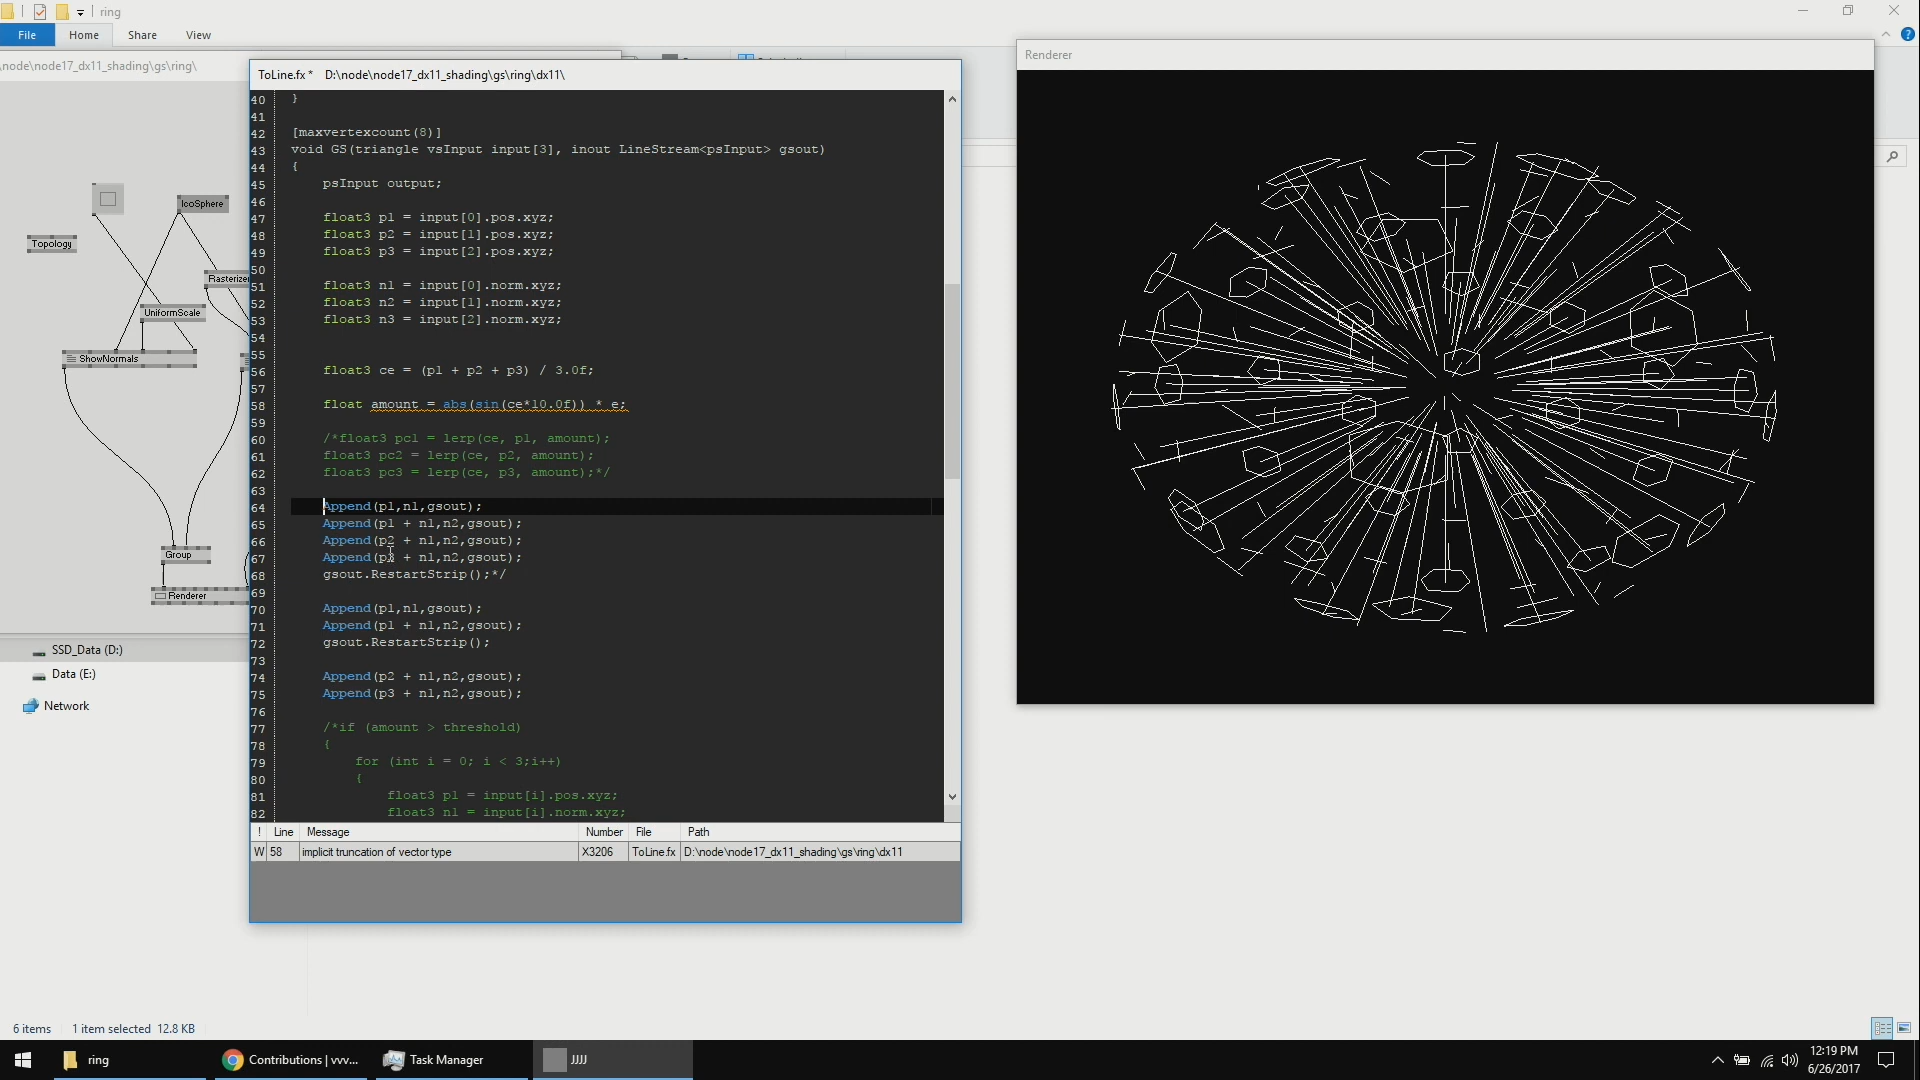 ring
File Home Share View
\node\node17_dx11_shading\gs\ring\
ToLine.fx * D:\node\node17_dx11_shading\gs\ring\dx11\
40 }
41
42 [maxvertexcount(8)]
43 void GS(triangle vsInput input[3], inout LineStream<psInput> gsout)
44 {
45 psInput output;
46
47 float3 p1 = input[0].pos.xyz;
48 float3 p2 = input[1].pos.xyz;
49 float3 p3 = input[2].pos.xyz;
50
51 float3 n1 = input[0].norm.xyz;
52 float3 n2 = input[1].norm.xyz;
53 float3 n3 = input[2].norm.xyz;
54
55
56 float3 ce = (p1 + p2 + p3) / 3.0f;
57
58 float amount = abs(sin(ce*10.0f)) * e;
59
60 /*float3 pc1 = lerp(ce, p1, amount);
61 float3 pc2 = lerp(ce, p2, amount);
62 float3 pc3 = lerp(ce, p3, amount);*/
63
64 Append(p1,n1,gsout);
65 Append(p1 + n1,n2,gsout);
66 Append(p2 + n1,n2,gsout);
67 Append(p3 + n1,n2,gsout);
68 gsout.RestartStrip();*/
69
70 Append(p1,n1,gsout);
71 Append(p1 + n1,n2,gsout);
72 gsout.RestartStrip();
73
74 Append(p2 + n1,n2,gsout);
75 Append(p3 + n1,n2,gsout);
76
77 /*if (amount > threshold)
78 {
79 for (int i = 0; i < 3;i++)
80 {
81 float3 p1 = input[i].pos.xyz;
82 float3 n1 = input[i].norm.xyz;
! Line Message Number File Path
W 58 implicit truncation of vector type X3206 ToLine.fx D:\node\node17_dx11_shading\gs\ring\dx11
IcoSphere
Topology
Rasterizer
UniformScale
ShowNormals
Group
Renderer
SSD_Data (D:)
Data (E:)
Network
Renderer
6 items 1 item selected 12.8 KB
ring Contributions | vvv... Task Manager JJJJ
12:19 PM
6/26/2017